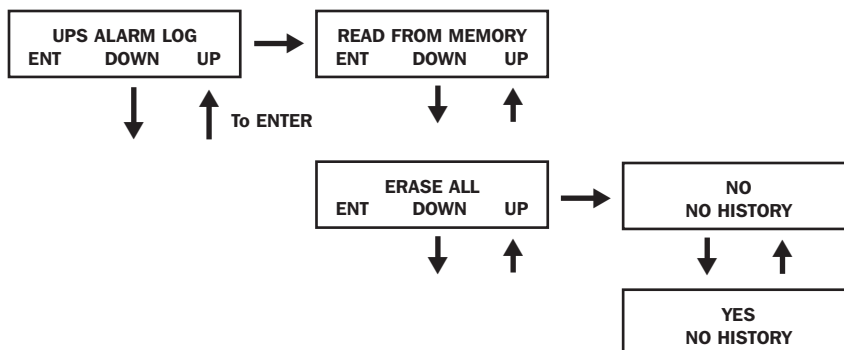 UPS ALARM LOG
ENT DOWN UP
READ FROM MEMORY
ENT DOWN UP
To ENTER
ERASE ALL
ENT DOWN UP
NO
NO HISTORY
YES
NO HISTORY